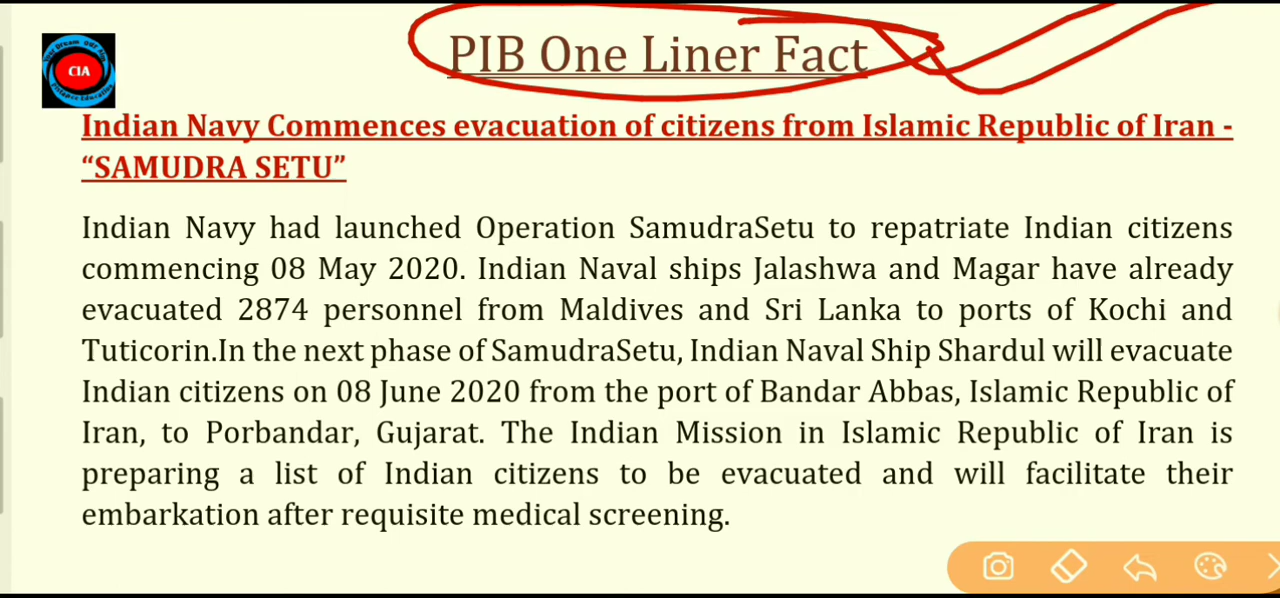 CIA
PIB One Liner Fact
Indian Navy Commences evacuation of citizens from Islamic Republic of Iran -
“SAMUDRA SETU”
Indian Navy had launched Operation SamudraSetu to repatriate Indian citizens
commencing 08 May 2020. Indian Naval ships Jalashwa and Magar have already
evacuated 2874 personnel from Maldives and Sri Lanka to ports of Kochi and
Tuticorin.In the next phase of SamudraSetu, Indian Naval Ship Shardul will evacuate
Indian citizens on 08 June 2020 from the port of Bandar Abbas, Islamic Republic of
Iran, to Porbandar, Gujarat. The Indian Mission in Islamic Republic of Iran is
preparing a list of Indian citizens to be evacuated and will facilitate their
embarkation after requisite medical screening.